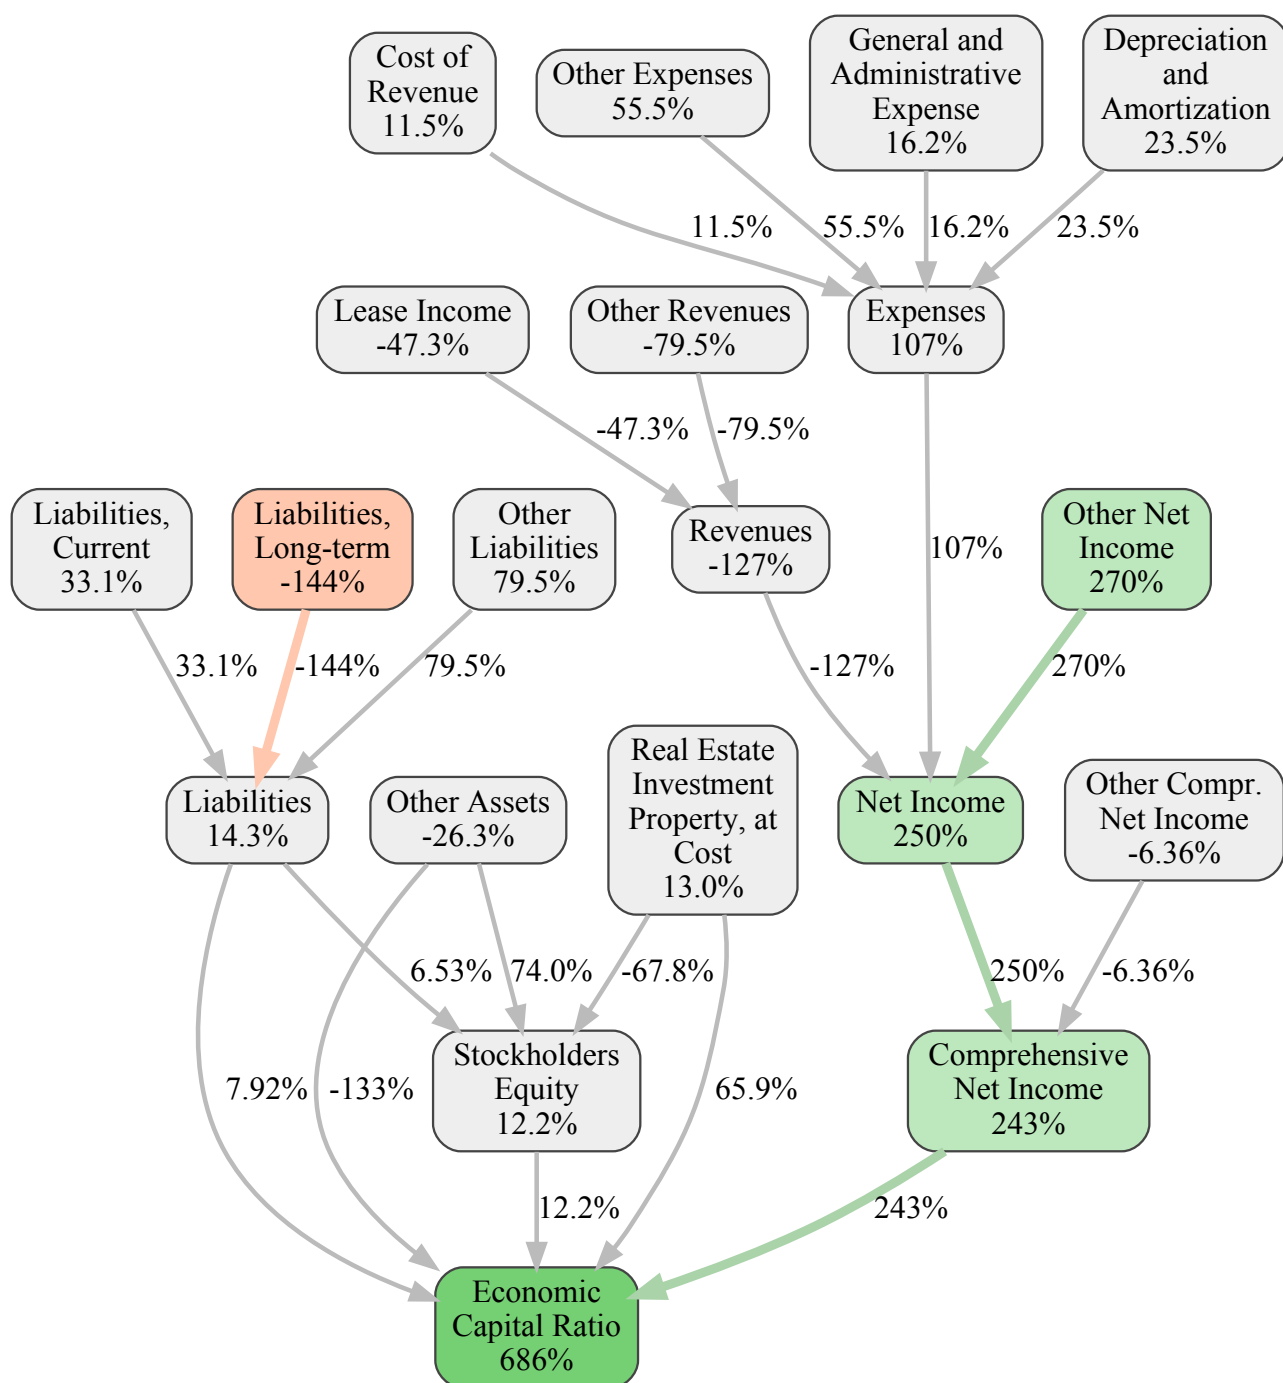 Cost of
Revenue
11.5%
Other Expenses
55.5%
General and
Administrative
Expense
16.2%
Depreciation
and
Amortization
23.5%
11.5%
55.5%
16.2%
23.5%
Lease Income
-47.3%
Other Revenues
-79.5%
Expenses
107%
-47.3%
-79.5%
Liabilities,
Current
33.1%
Liabilities,
Long-term
-144%
Other
Liabilities
79.5%
Revenues
-127%
107%
Other Net
Income
270%
33.1%
-144%
79.5%
-127%
270%
Liabilities
14.3%
Other Assets
-26.3%
Real Estate
Investment
Property, at
Cost
13.0%
Net Income
250%
Other Compr.
Net Income
-6.36%
6.53%
74.0%
-67.8%
250%
-6.36%
7.92%
-133%
Stockholders
Equity
12.2%
65.9%
Comprehensive
Net Income
243%
12.2%
243%
Economic
Capital Ratio
686%